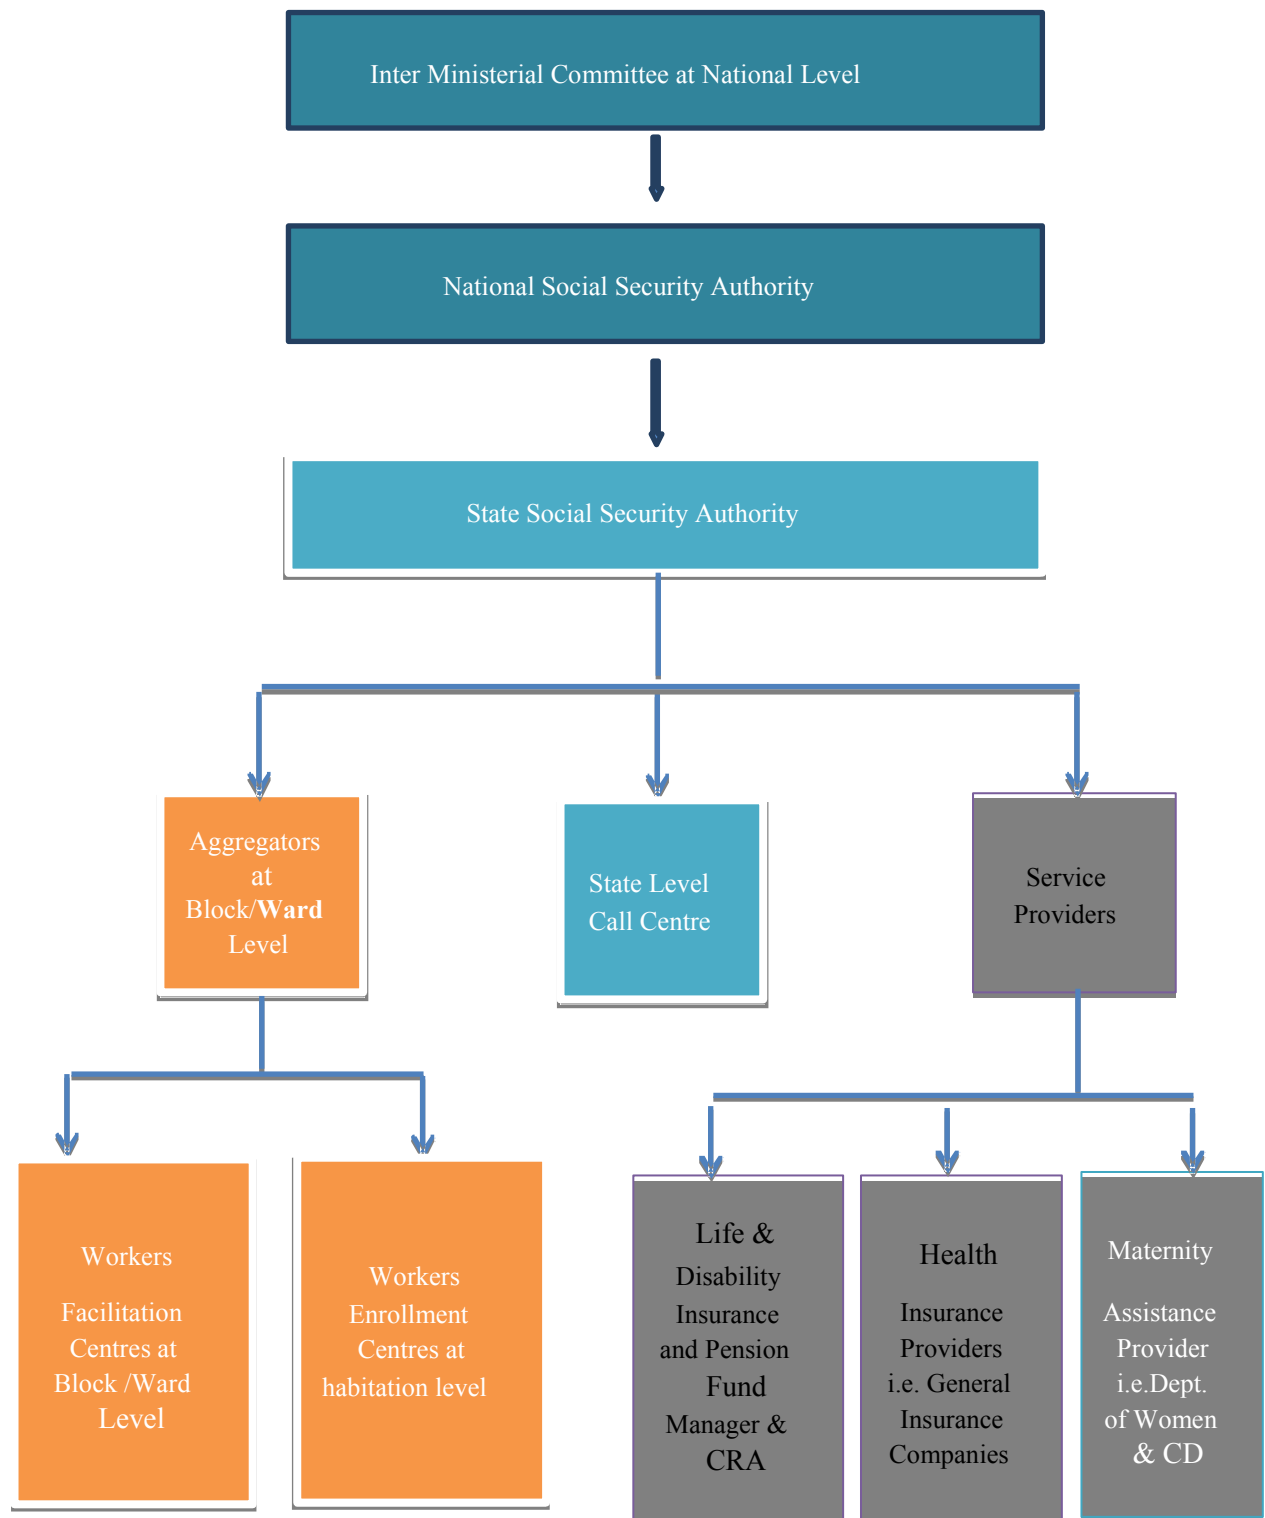 Inter Ministerial Committee at National Level
National Social Security Authority
State Social Security Authority
Aggregators
at
Block/Ward
Level
State Level
Call Centre
Service
Providers
Workers
Facilitation
Centres at
Block /Ward
Level
Workers
Enrollment
Centres at
habitation level
Life &
Disability
Insurance
and Pension
Fund
Manager &
CRA
Health
Insurance
Providers
i.e. General
Insurance
Companies
Maternity
Assistance
Provider
i.e.Dept.
of Women
& CD